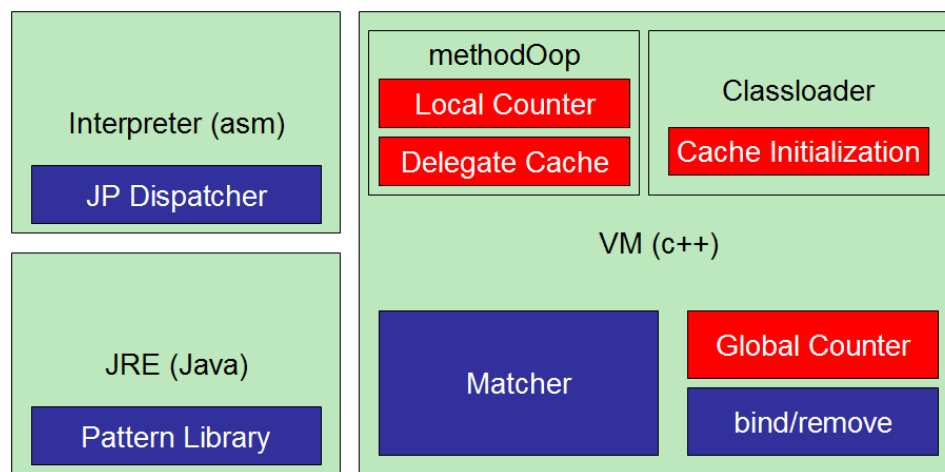 Interpreter (asm)
JP Dispatcher
JRE (Java)
Pattern Library
methodOop
Local Counter
Delegate Cache
Classloader
Cache Initialization
VM (c++)
Matcher
Global Counter
bind/remove